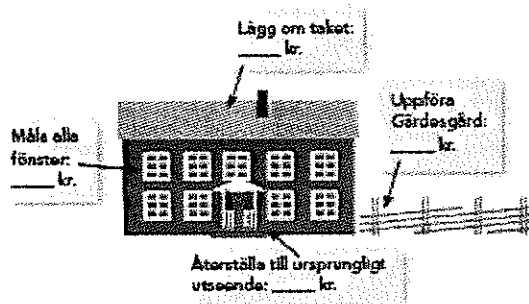 Lägg om taket:
_____ kr.
Uppföra
Gärdesgård:
_____ kr.
Måla alla
fönster:
_____ kr.
Återställa till ursprungligt
utseende: _____ kr.